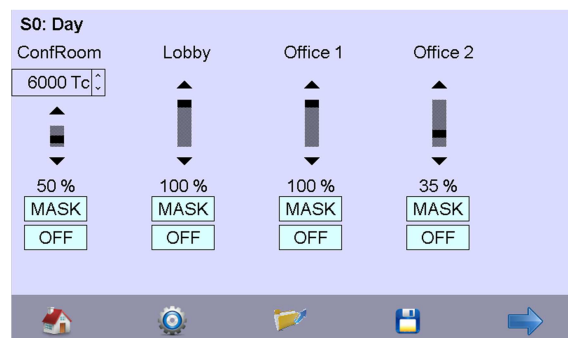 S0: Day
ConfRoom Lobby Office 1 Office 2
6000 Tc
50 % 100 % 100 % 35 %
MASK MASK MASK MASK
OFF OFF OFF OFF